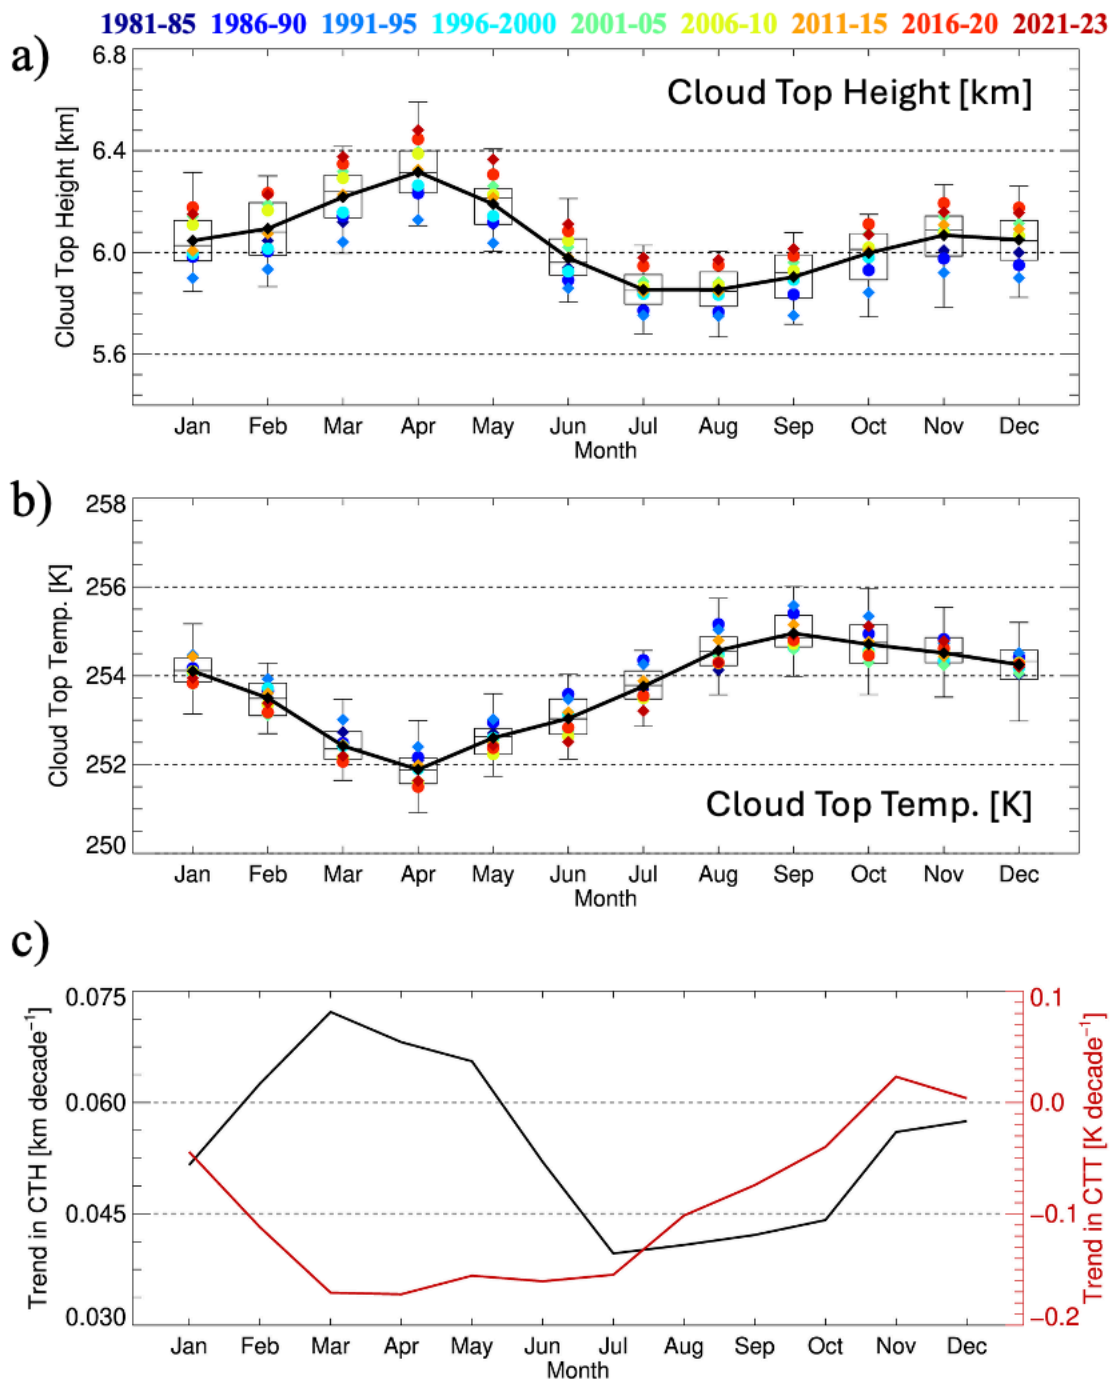 1981-85 1986-90 1991-95 1996-2000 2001-05 2006-10 2011-15 2016-20 2021-23
a)
Cloud Top Height [km]
Cloud Top Height [km]
6.8
6.4
6.0
5.6
Jan Feb Mar Apr May Jun Jul Aug Sep Oct Nov Dec
Month
b)
Cloud Top Temp. [K]
258
256
254
252
250
Cloud Top Temp. [K]
Jan Feb Mar Apr May Jun Jul Aug Sep Oct Nov Dec
Month
c)
Trend in CTH [km decade⁻¹]
0.075
0.060
0.045
0.030
0.1
0.0
−0.1
−0.2
Trend in CTT [K decade⁻¹]
Jan Feb Mar Apr May Jun Jul Aug Sep Oct Nov Dec
Month